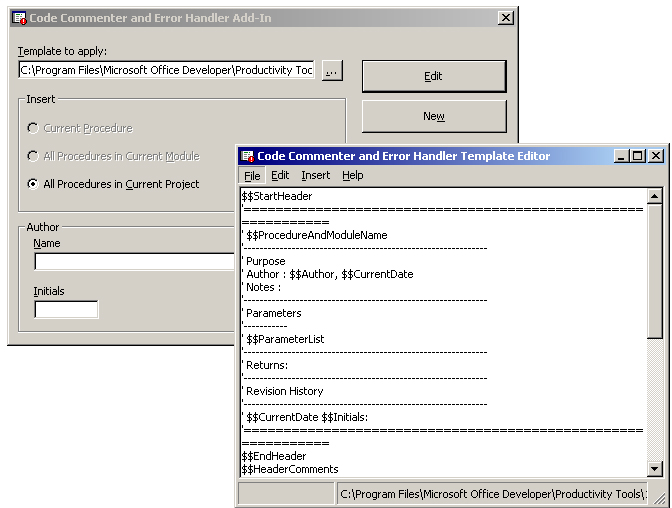 Code Commenter and Error Handler Add-In
Template to apply:
C:\Program Files\Microsoft Office Developer\Productivity Too
...
Edit
New
Insert
Current Procedure
All Procedures in Current Module
All Procedures in Current Project
Author
Name
Initials
Code Commenter and Error Handler Template Editor
File Edit Insert Help
$$StartHeader
'==================================================
===========
' $$ProcedureAndModuleName
'-------------------------------------------------------------
' Purpose
' Author : $$Author, $$CurrentDate
' Notes :
'-------------------------------------------------------------
' Parameters
'-----------
' $$ParameterList
'-------------------------------------------------------------
' Returns:
'-------------------------------------------------------------
' Revision History
'-------------------------------------------------------------
' $$CurrentDate $$Initials:
'==================================================
===========
$$EndHeader
$$HeaderComments
C:\Program Files\Microsoft Office Developer\Productivity Tools\